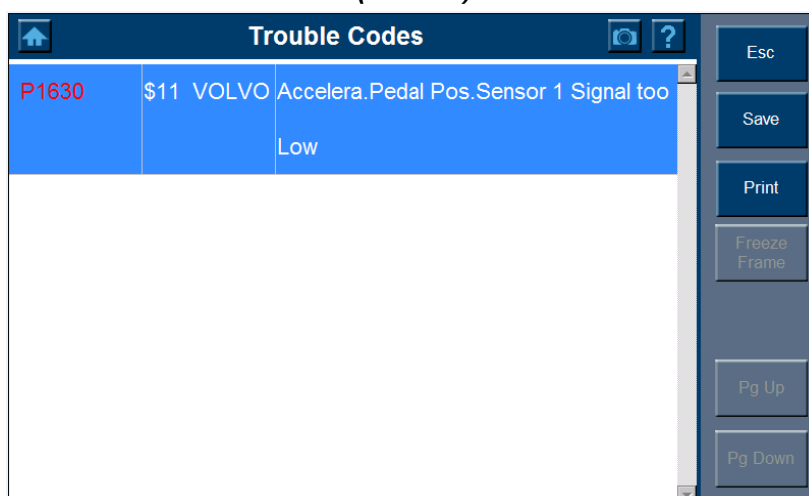 Trouble Codes
?
Esc
P1630 $11 VOLVO Accelera.Pedal Pos.Sensor 1 Signal too
Low
Save
Print
Freeze
Frame
Pg Up
Pg Down